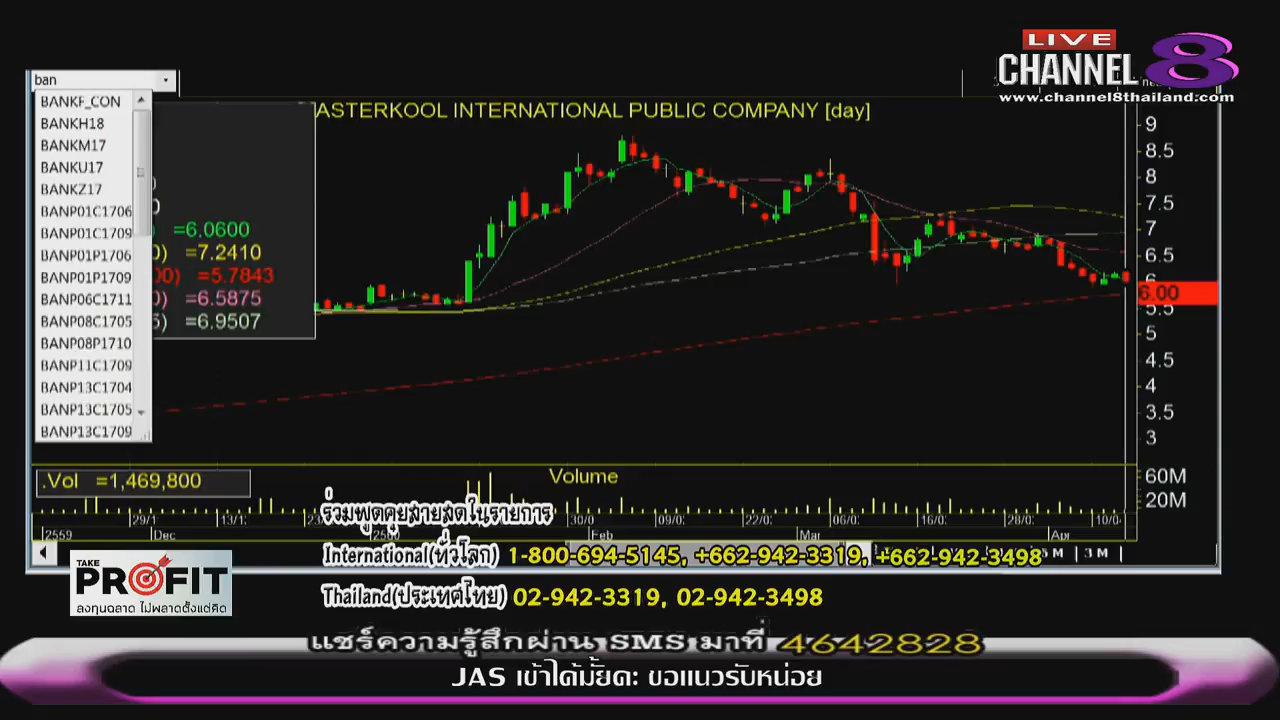 LIVE
CHANNEL 8
www.channel8thailand.com
ban
BANKF_CON
BANKH18
BANKM17
BANKU17
BANKZ17
BANP01C1706
BANP01C1709
BANP01P1706
BANP01P1709
BANP06C1711
BANP08C1705
BANP08P1710
BANP11C1709
BANP13C1704
BANP13C1705
BANP13C1709
ASTERKOOL INTERNATIONAL PUBLIC COMPANY [day]
=6.0600
=7.2410
=5.7843
=6.5875
=6.9507
9
8.5
8
7.5
7
6.5
6
6.00
5.5
5
4.5
4
3.5
3
.Vol =1,469,800
Volume
60M
20M
29/1 13/1 30/0 09/0 22/0 06/0 16/0 28/0 10/0
2559 Dec 2560 Feb Mar Apr
3 M
ร่วมพูดคุยสายสดในรายการ
International(ทั่วโลก) 1-800-694-5145, +662-942-3319, +662-942-3498
Thailand(ประเทศไทย) 02-942-3319, 02-942-3498
TAKE
PROFIT
ลงทุนฉลาด ไม่พลาดตั้งแต่คิด
แชร์ความรู้สึกผ่าน SMS มาที่ 4642828
JAS เข้าได้มั้ยคะ ขอแนวรับหน่อย